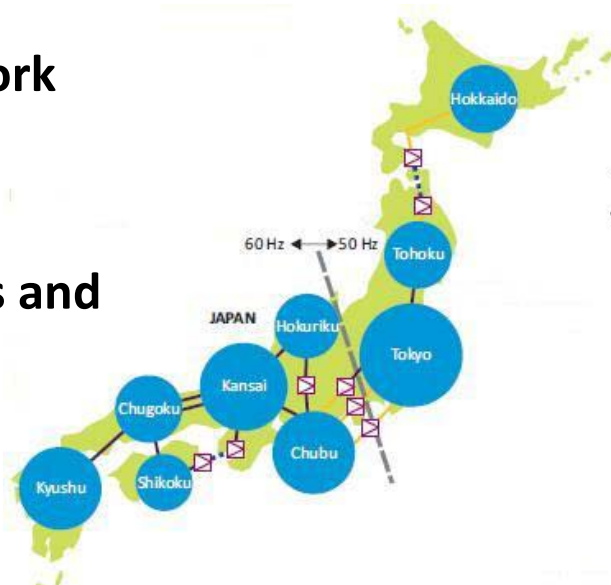 ork
s and
Hokkaido
60 Hz
50 Hz
Tohoku
JAPAN
Hokuriku
Tokyo
Kansai
Chugoku
Chubu
Shikoku
Kyushu